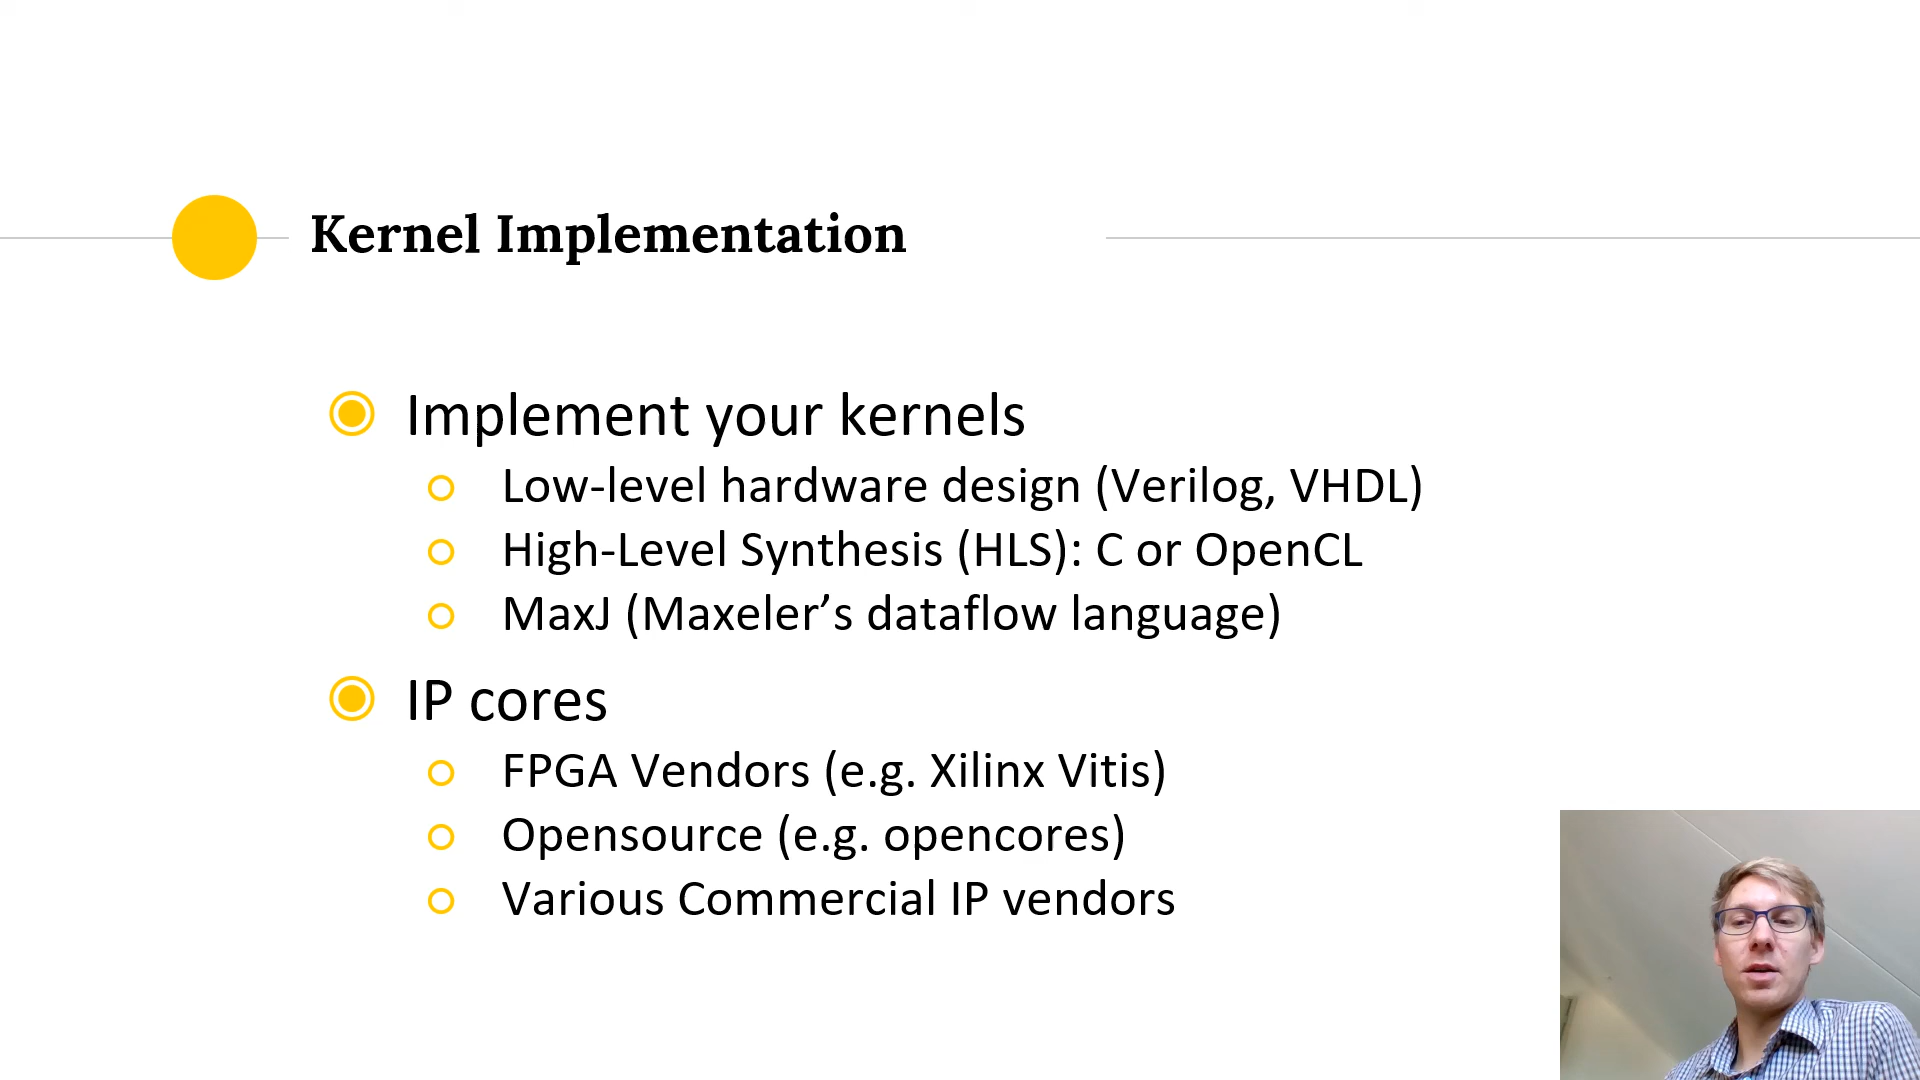 Kernel Implementation
Implement your kernels
Low-level hardware design (Verilog, VHDL)
High-Level Synthesis (HLS): C or OpenCL
MaxJ (Maxeler’s dataflow language)
IP cores
FPGA Vendors (e.g. Xilinx Vitis)
Opensource (e.g. opencores)
Various Commercial IP vendors